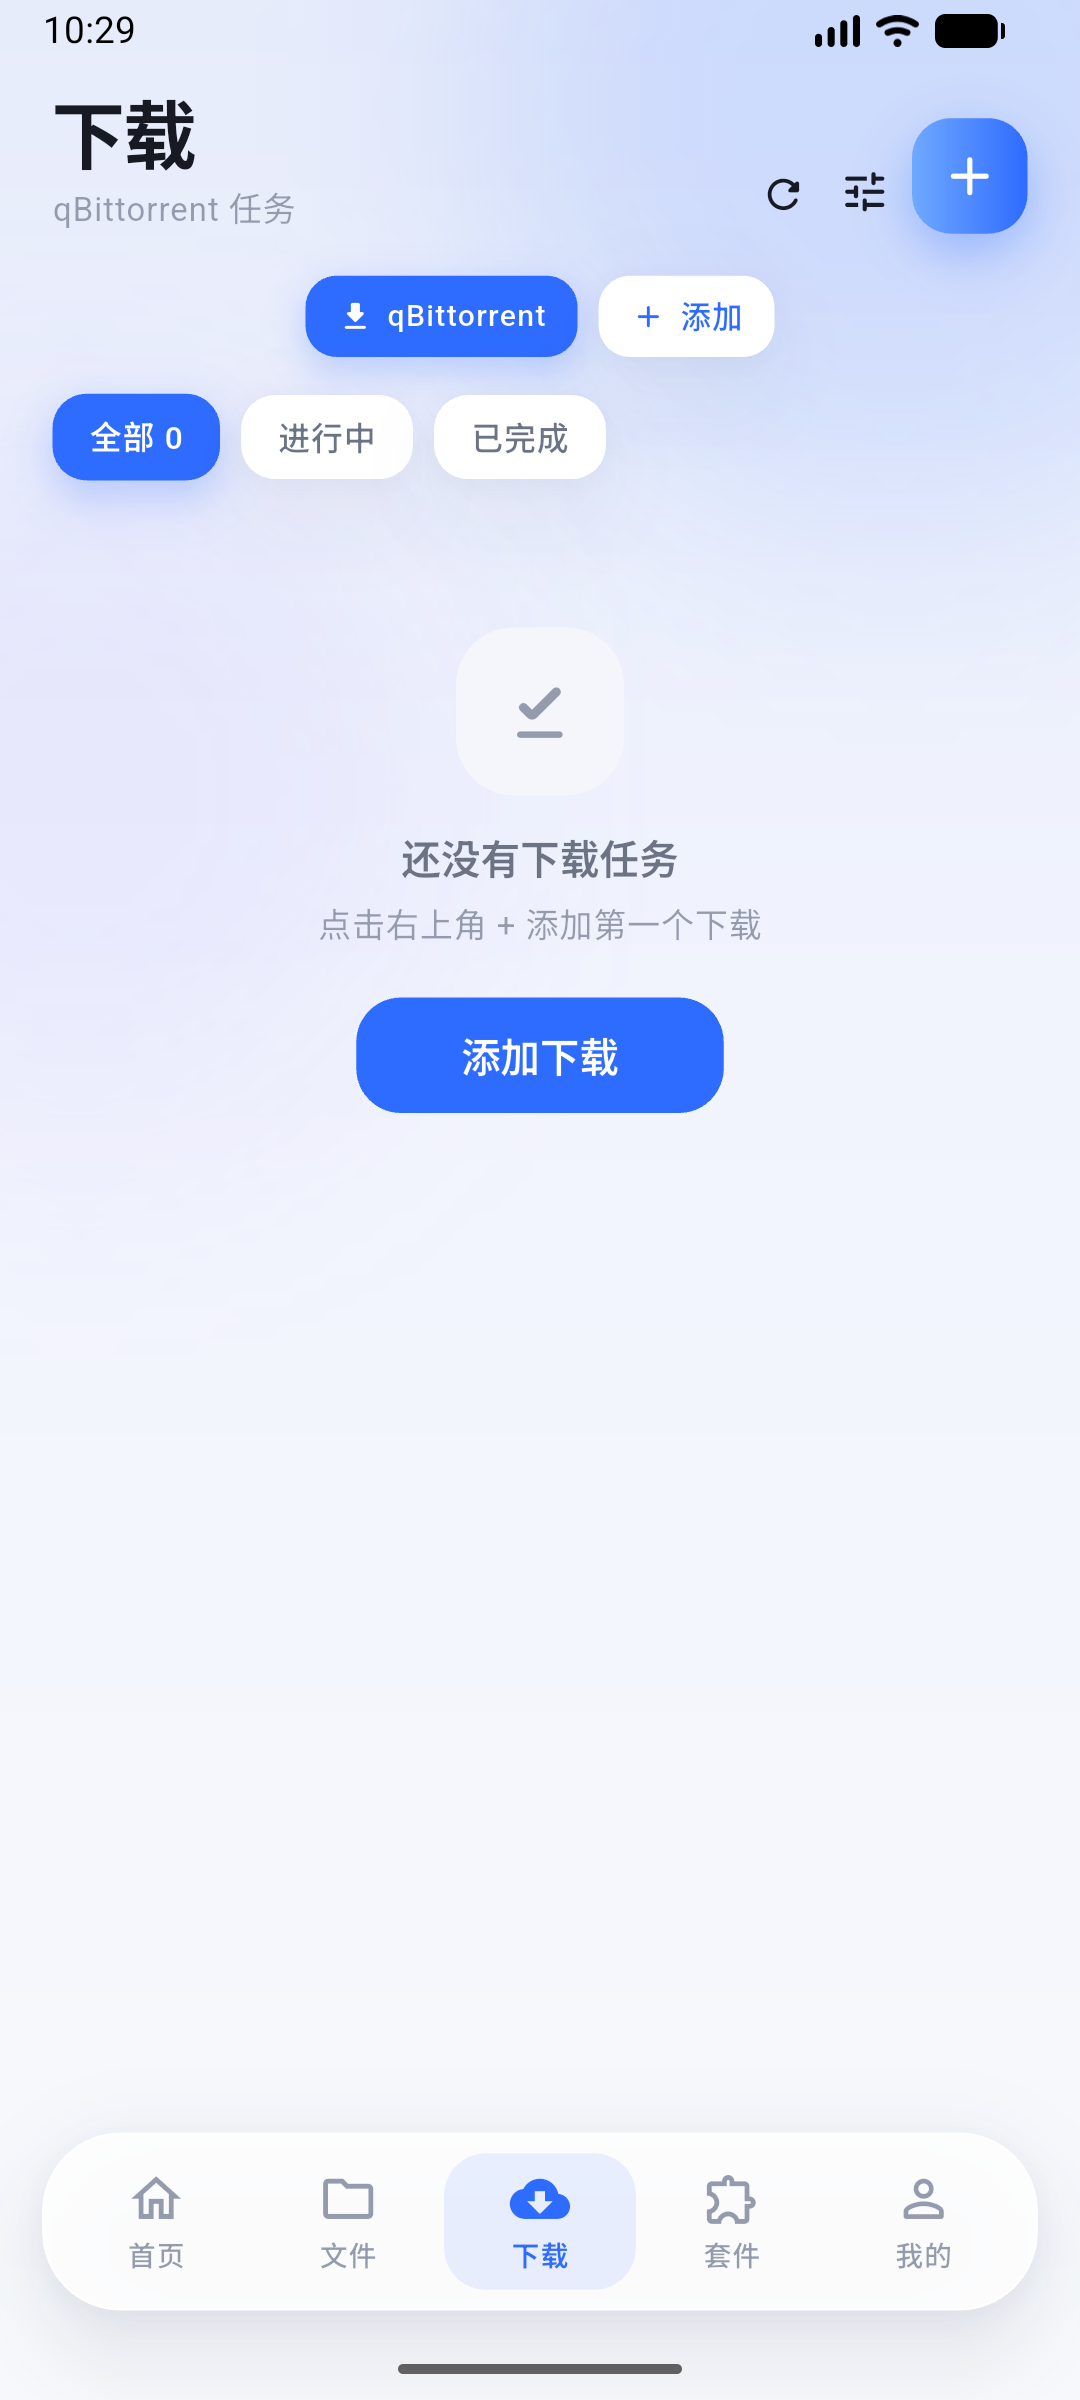 10:29
下载
qBittorrent 任务
qBittorrent
添加
全部 0
进行中
已完成
还没有下载任务
点击右上角 + 添加第一个下载
添加下载
首页
文件
下载
套件
我的